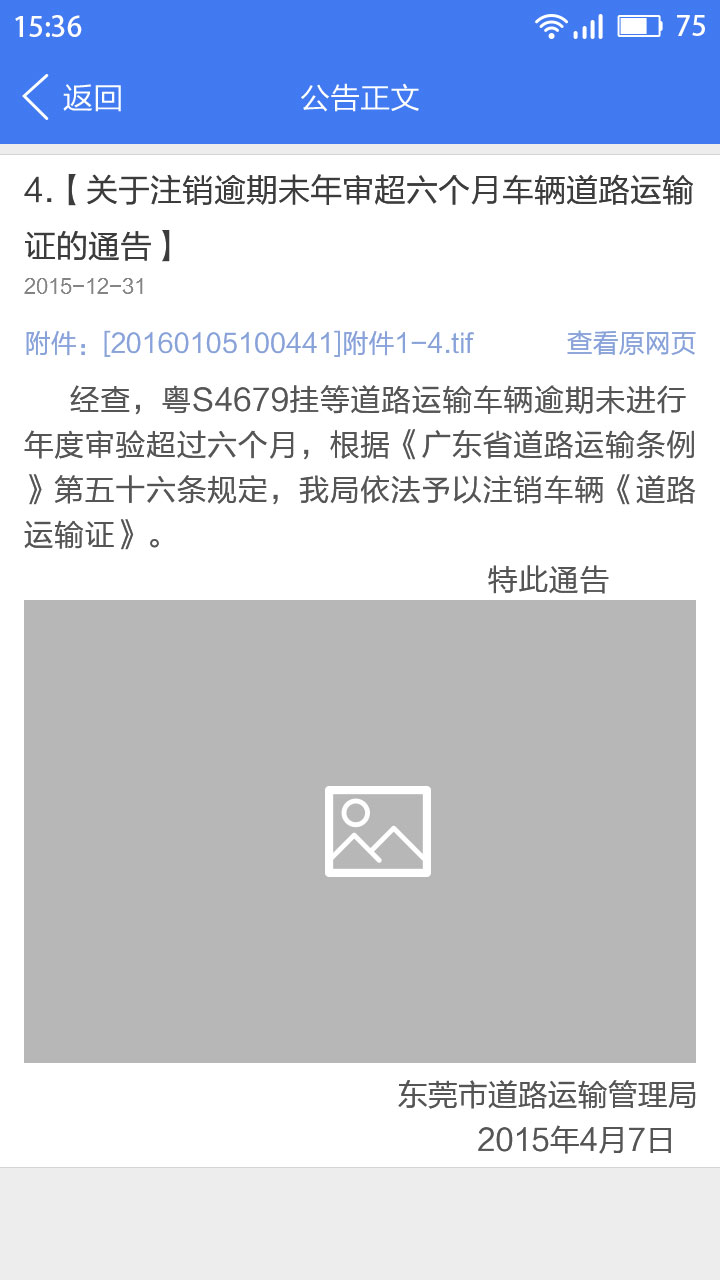 15:36 75
返回 公告正文
4.【关于注销逾期未年审超六个月车辆道路运输
证的通告】
2015-12-31
附件：[20160105100441]附件1-4.tif 查看原网页
经查，粤S4679挂等道路运输车辆逾期未进行
年度审验超过六个月，根据《广东省道路运输条例
》第五十六条规定，我局依法予以注销车辆《道路
运输证》。
特此通告
东莞市道路运输管理局
2015年4月7日